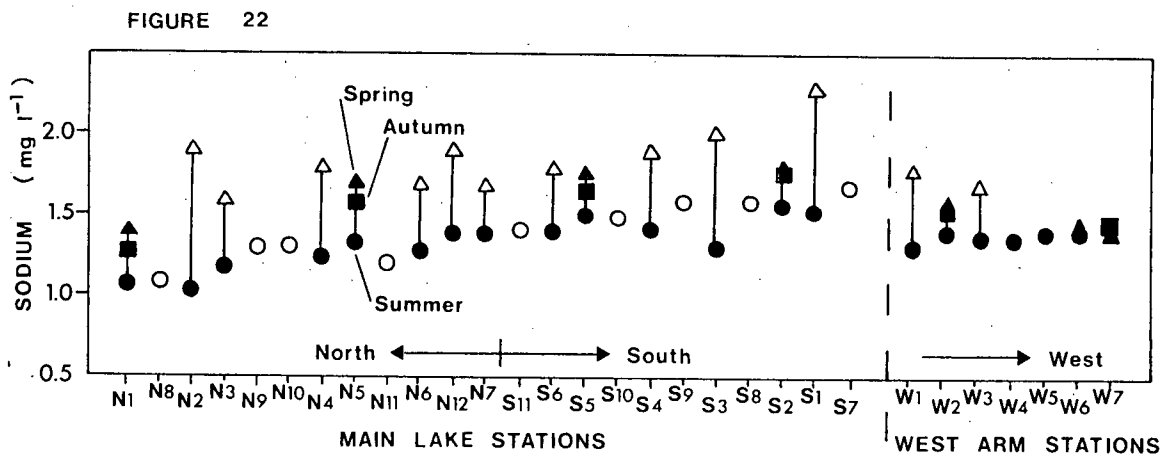 FIGURE 22
SODIUM (mg l⁻¹)
2.0
1.5
1.0
0.5
Spring
Autumn
Summer
North
South
West
N1 N8 N2 N3 N9 N10 N4 N5 N11 N6 N12 N7 S11 S6 S5 S10 S4 S9 S3 S8 S2 S1 S7 W1 W2 W3 W4 W5 W6 W7
MAIN LAKE STATIONS
WEST ARM STATIONS